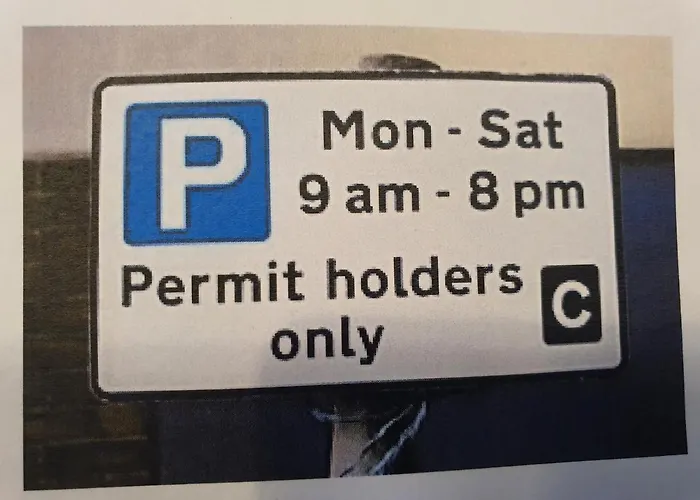 P
Mon - Sat
9 am - 8 pm
Permit holders
only
C